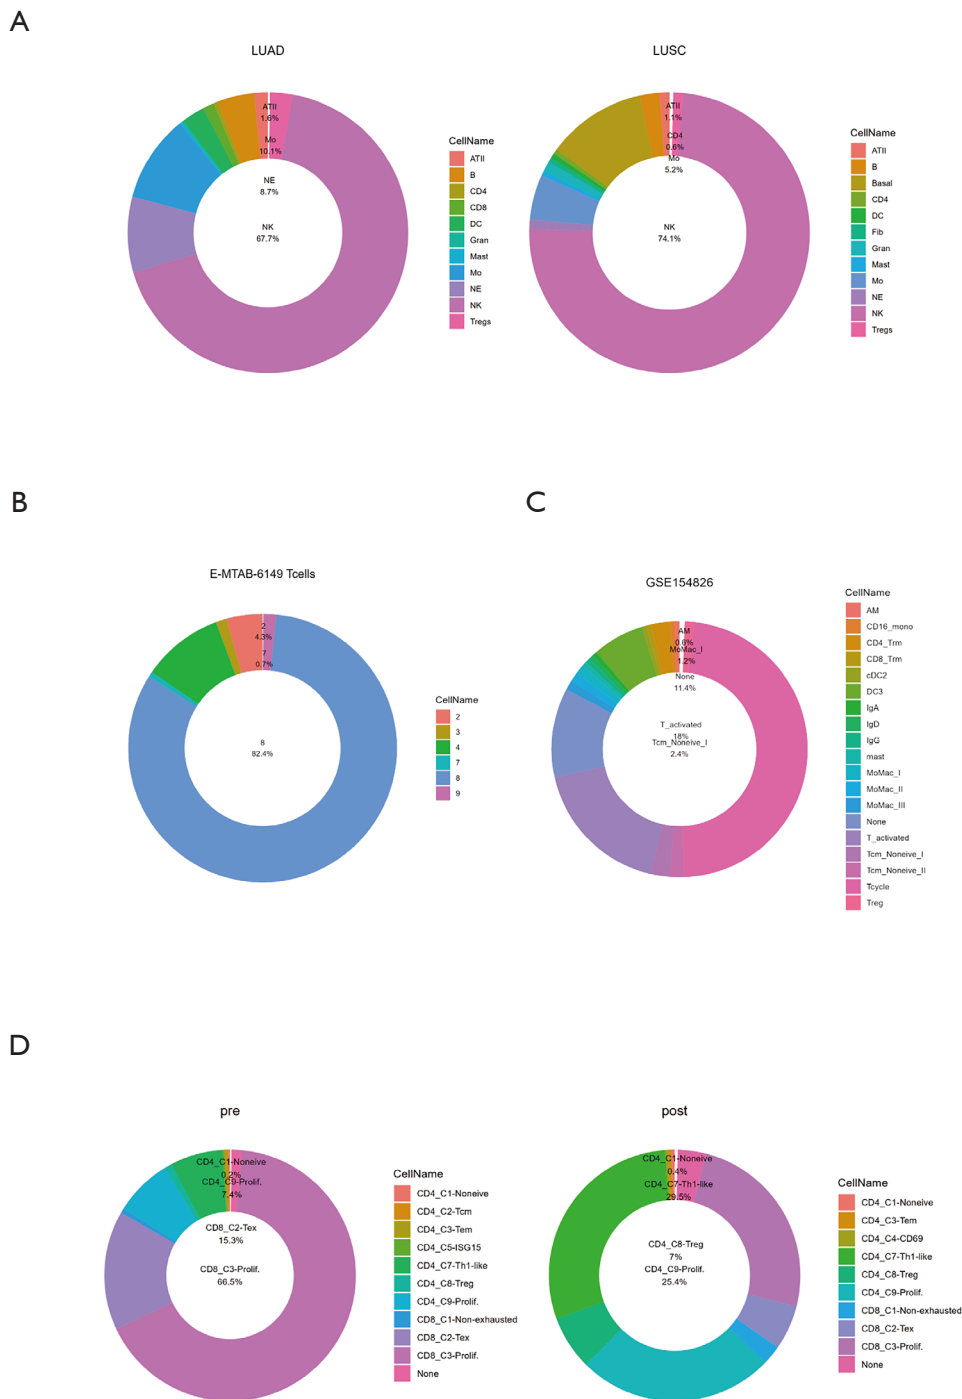 A
LUAD
ATII
1.6%
Mo
10.1%
NE
8.7%
NK
67.7%
CellName
ATII
B
CD4
CD8
DC
Gran
Mast
Mo
NE
NK
Tregs
LUSC
ATII
1.1%
CD4
0.6%
Mo
5.2%
NK
74.1%
CellName
ATII
B
Basal
CD4
DC
Fib
Gran
Mast
Mo
NE
NK
Tregs
B
E-MTAB-6149 Tcells
2
4.3%
7
0.7%
8
82.4%
CellName
2
3
4
7
8
9
C
GSE154826
AM
0.6%
MoMac_I
1.2%
None
11.4%
T_activated
18%
Tcm_Noneive_I
2.4%
CellName
AM
CD16_mono
CD4_Trm
CD8_Trm
cDC2
DC3
IgA
IgD
IgG
mast
MoMac_I
MoMac_II
MoMac_III
None
T_activated
Tcm_Noneive_I
Tcm_Noneive_II
Tcycle
Treg
D
pre
CD4_C1-Noneive
0.2%
CD4_C9-Prolif.
7.4%
CD8_C2-Tex
15.3%
CD8_C3-Prolif.
66.5%
CellName
CD4_C1-Noneive
CD4_C2-Tcm
CD4_C3-Tem
CD4_C5-ISG15
CD4_C7-Th1-like
CD4_C8-Treg
CD4_C9-Prolif.
CD8_C1-Non-exhausted
CD8_C2-Tex
CD8_C3-Prolif.
None
post
CD4_C1-Noneive
0.4%
CD4_C7-Th1-like
29.5%
CD4_C8-Treg
7%
CD4_C9-Prolif.
25.4%
CellName
CD4_C1-Noneive
CD4_C3-Tem
CD4_C4-CD69
CD4_C7-Th1-like
CD4_C8-Treg
CD4_C9-Prolif.
CD8_C1-Non-exhausted
CD8_C2-Tex
CD8_C3-Prolif.
None